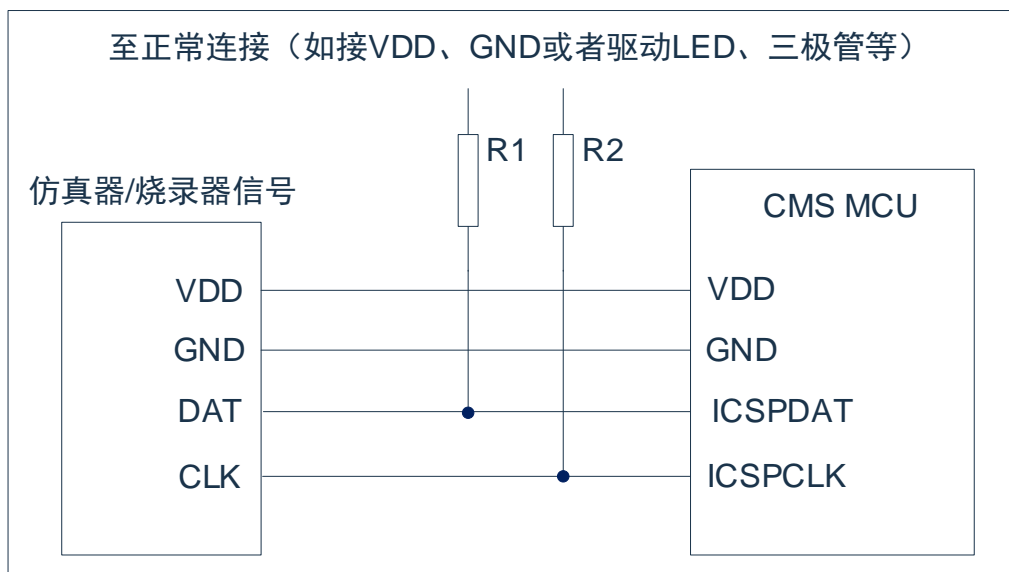 至正常连接（如接VDD、GND或者驱动LED、三极管等）
R1
R2
仿真器/烧录器信号
CMS MCU
VDD
VDD
GND
GND
DAT
ICSPDAT
CLK
ICSPCLK